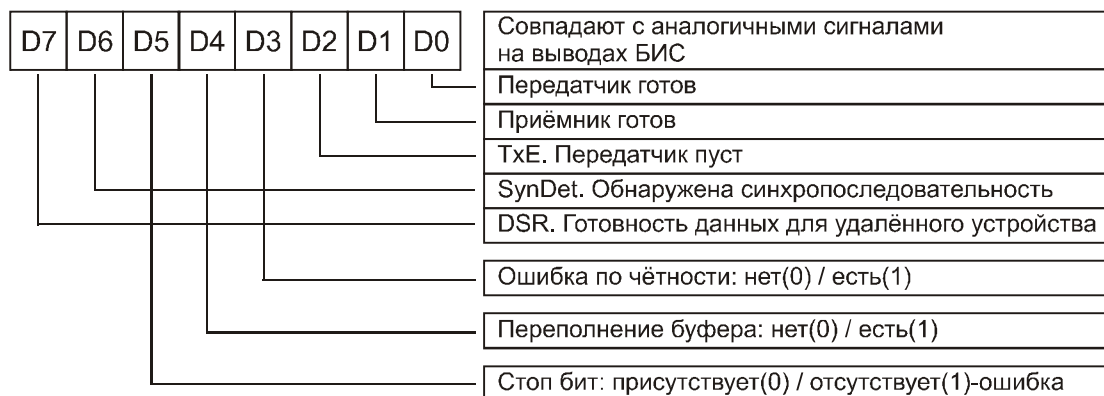 D7 D6 D5 D4 D3 D2 D1 D0
Совпадают с аналогичными сигналами
на выводах БИС
Передатчик готов
Приёмник готов
TxE. Передатчик пуст
SynDet. Обнаружена синхропоследовательность
DSR. Готовность данных для удалённого устройства
Ошибка по чётности: нет(0) / есть(1)
Переполнение буфера: нет(0) / есть(1)
Стоп бит: присутствует(0) / отсутствует(1)-ошибка